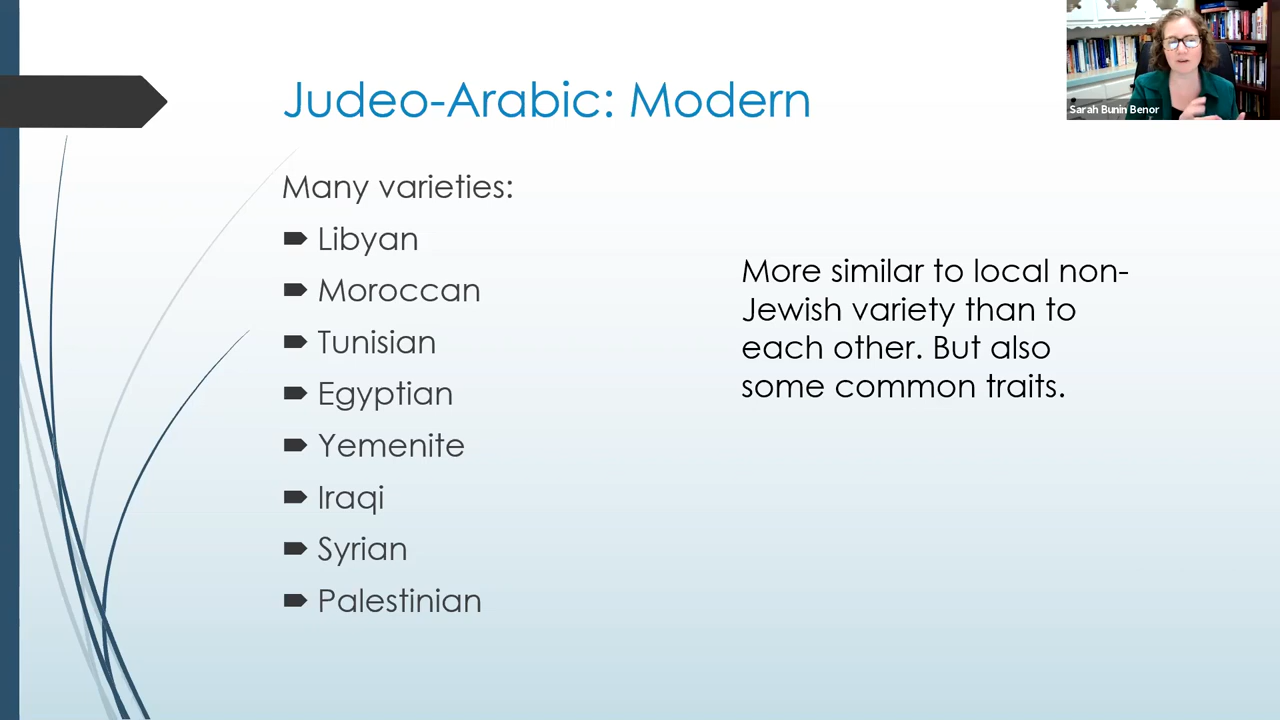 Judeo-Arabic: Modern
Sarah Bunin Benor
Many varieties:
Libyan
Moroccan
Tunisian
Egyptian
Yemenite
Iraqi
Syrian
Palestinian
More similar to local non-
Jewish variety than to
each other. But also
some common traits.